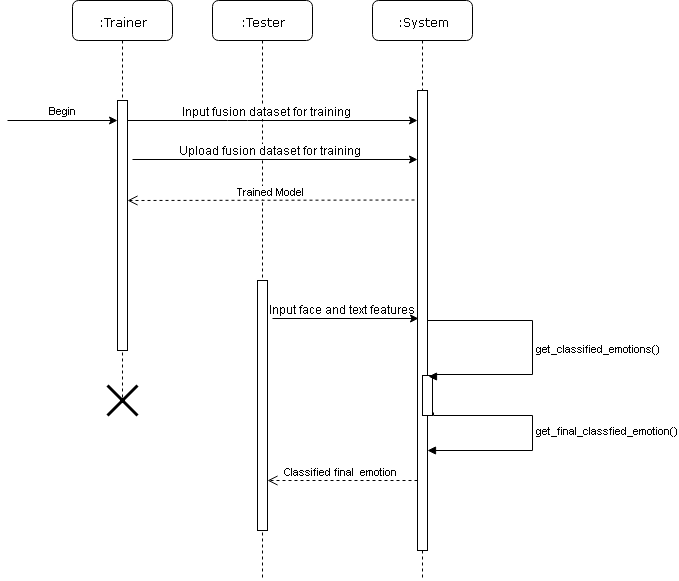 :Trainer
:Tester
:System
Begin
Input fusion dataset for training
Upload fusion dataset for training
Trained Model
Input face and text features
get_classified_emotions()
get_final_classfied_emotion()
Classified final emotion